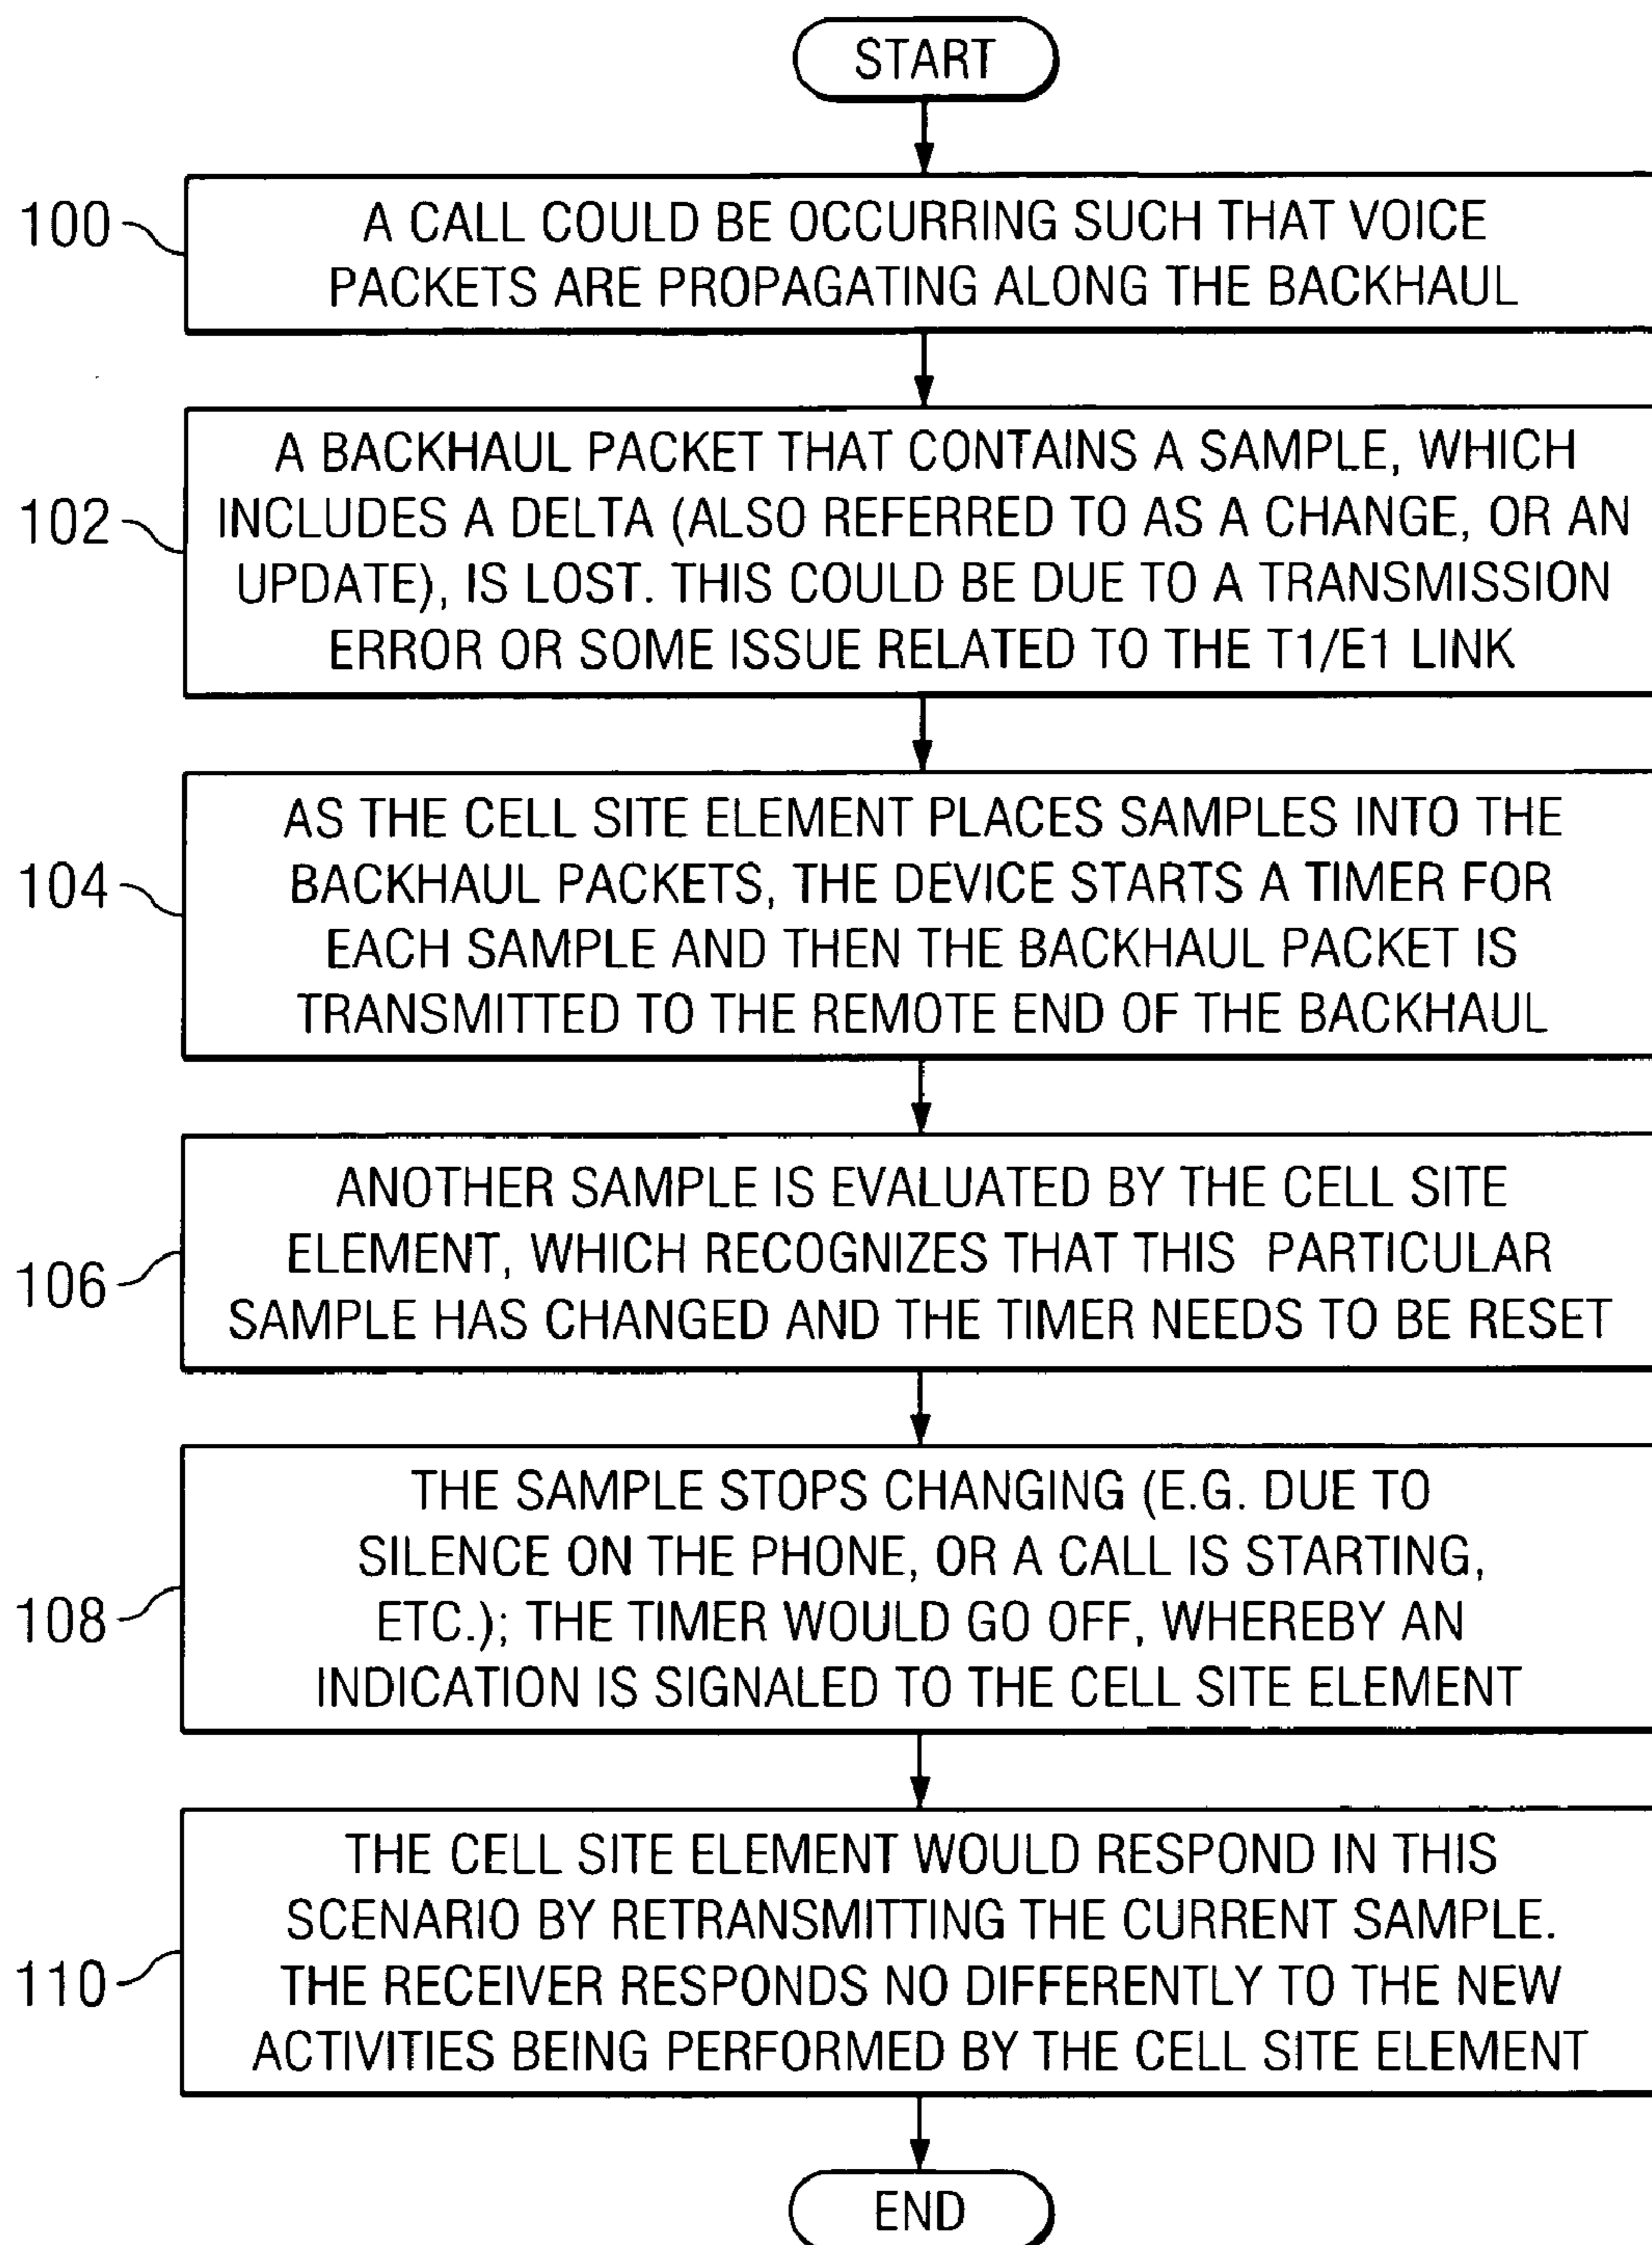 START
100
A CALL COULD BE OCCURRING SUCH THAT VOICE
PACKETS ARE PROPAGATING ALONG THE BACKHAUL
102
A BACKHAUL PACKET THAT CONTAINS A SAMPLE, WHICH
INCLUDES A DELTA (ALSO REFERRED TO AS A CHANGE, OR AN
UPDATE), IS LOST. THIS COULD BE DUE TO A TRANSMISSION
ERROR OR SOME ISSUE RELATED TO THE T1/E1 LINK
104
AS THE CELL SITE ELEMENT PLACES SAMPLES INTO THE
BACKHAUL PACKETS, THE DEVICE STARTS A TIMER FOR
EACH SAMPLE AND THEN THE BACKHAUL PACKET IS
TRANSMITTED TO THE REMOTE END OF THE BACKHAUL
106
ANOTHER SAMPLE IS EVALUATED BY THE CELL SITE
ELEMENT, WHICH RECOGNIZES THAT THIS PARTICULAR
SAMPLE HAS CHANGED AND THE TIMER NEEDS TO BE RESET
108
THE SAMPLE STOPS CHANGING (E.G. DUE TO
SILENCE ON THE PHONE, OR A CALL IS STARTING,
ETC.); THE TIMER WOULD GO OFF, WHEREBY AN
INDICATION IS SIGNALED TO THE CELL SITE ELEMENT
110
THE CELL SITE ELEMENT WOULD RESPOND IN THIS
SCENARIO BY RETRANSMITTING THE CURRENT SAMPLE.
THE RECEIVER RESPONDS NO DIFFERENTLY TO THE NEW
ACTIVITIES BEING PERFORMED BY THE CELL SITE ELEMENT
END